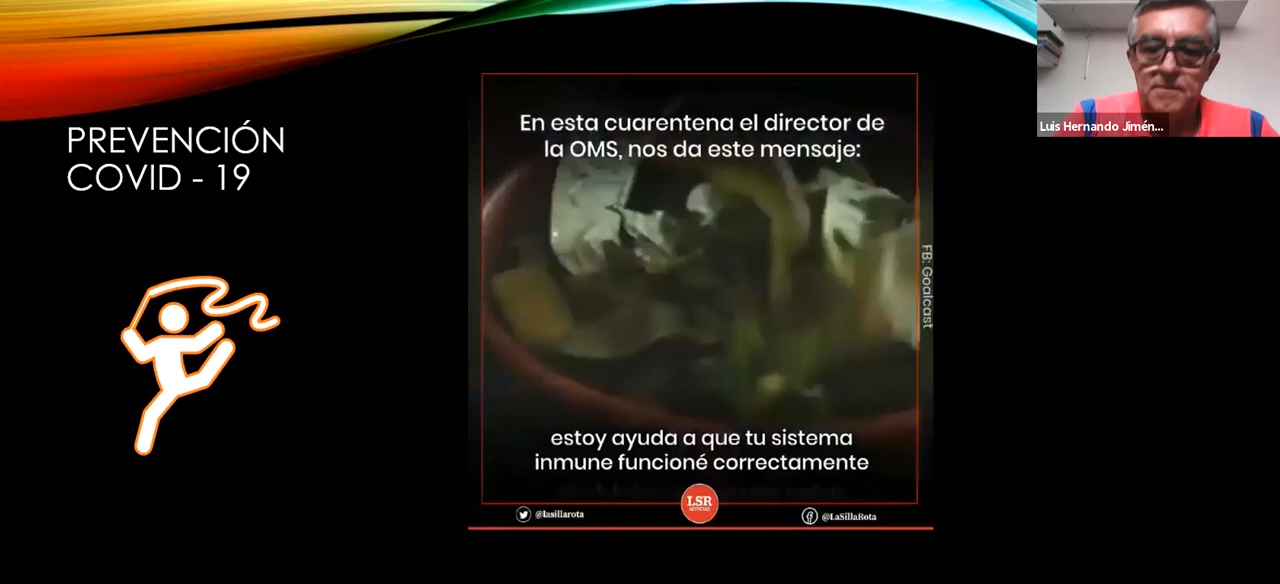 PREVENCIÓN
COVID - 19
En esta cuarentena el director de
la OMS, nos da este mensaje:
FB: Goalcast
estoy ayuda a que tu sistema
inmune funcioné correctamente
LSR
NOTICIAS
@lasillarota
@LaSillaRota
Luis Hernando Jimén...